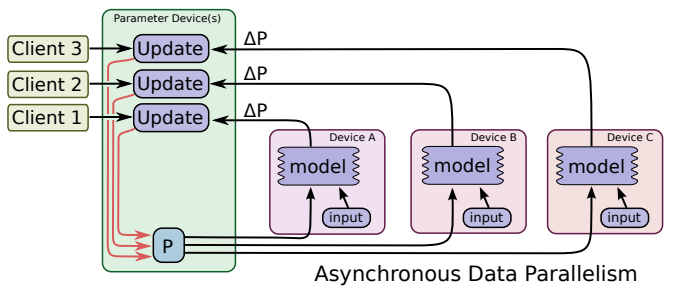 Parameter Device(s)
Client 3
Update
ΔP
Client 2
Update
ΔP
Client 1
Update
ΔP
Device A
Device B
Device C
model
model
model
input
input
input
P
Asynchronous Data Parallelism